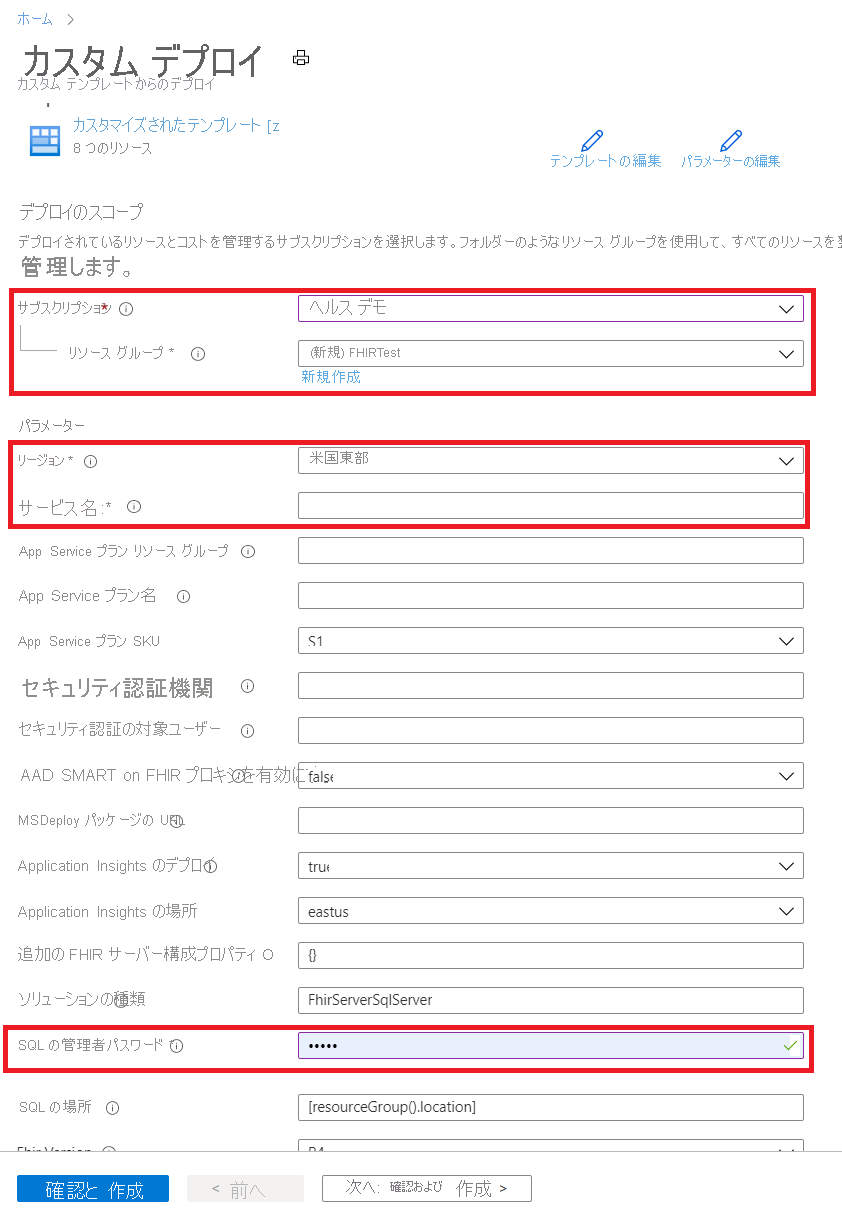 ホーム >
カスタム デプロイ
カスタム テンプレートからのデプロイ
カスタマイズされたテンプレート [z
8 つのリソース
テンプレートの編集 パラメーターの編集
デプロイのスコープ
デプロイされているリソースとコストを管理するサブスクリプションを選択します。フォルダーのようなリソース グループを使用して、すべてのリソースを
管理します。
サブスクリプション* ヘルス デモ
リソース グループ * (新規) FHIRTest
新規作成
パラメーター
リージョン * 米国東部
サービス名:*
App Service プラン リソース グループ
App Service プラン名
App Service プラン SKU S1
セキュリティ認証機関
セキュリティ認証の対象ユーザー
AAD SMART on FHIR プロキシを有効に false
MSDeploy パッケージの URL
Application Insights のデプロイ true
Application Insights の場所 eastus
追加の FHIR サーバー構成プロパティ O {}
ソリューションの種類 FhirServerSqlServer
SQL の管理者パスワード * •••••
SQL の場所 [resourceGroup().location]
Fhir Version R4
確認と 作成 < 前へ 次へ: 確認および 作成 >